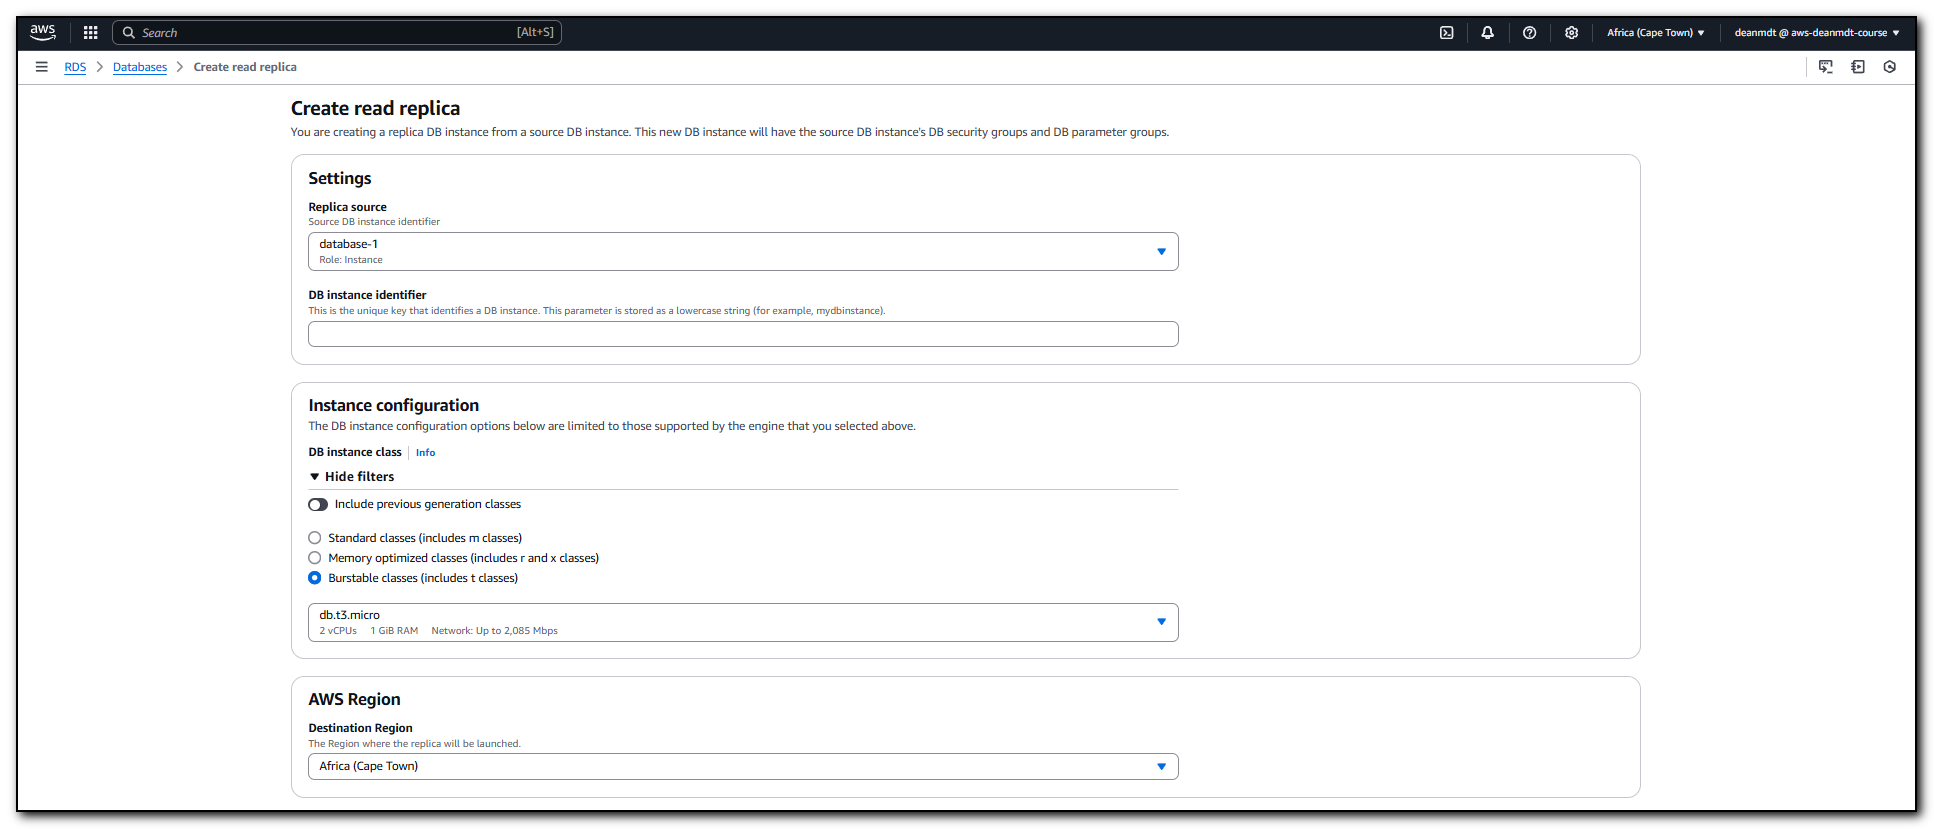 aws
Search
[Alt+S]
Africa (Cape Town)
deanmdt @ aws-deanmdt-course
RDS
Databases
Create read replica
Create read replica
You are creating a replica DB instance from a source DB instance. This new DB instance will have the source DB instance's DB security groups and DB parameter groups.
Settings
Replica source
Source DB instance identifier
database-1
Role: Instance
DB instance identifier
This is the unique key that identifies a DB instance. This parameter is stored as a lowercase string (for example, mydbinstance).
Instance configuration
The DB instance configuration options below are limited to those supported by the engine that you selected above.
DB instance class
Info
Hide filters
Include previous generation classes
Standard classes (includes m classes)
Memory optimized classes (includes r and x classes)
Burstable classes (includes t classes)
db.t3.micro
2 vCPUs 1 GiB RAM Network: Up to 2,085 Mbps
AWS Region
Destination Region
The Region where the replica will be launched.
Africa (Cape Town)